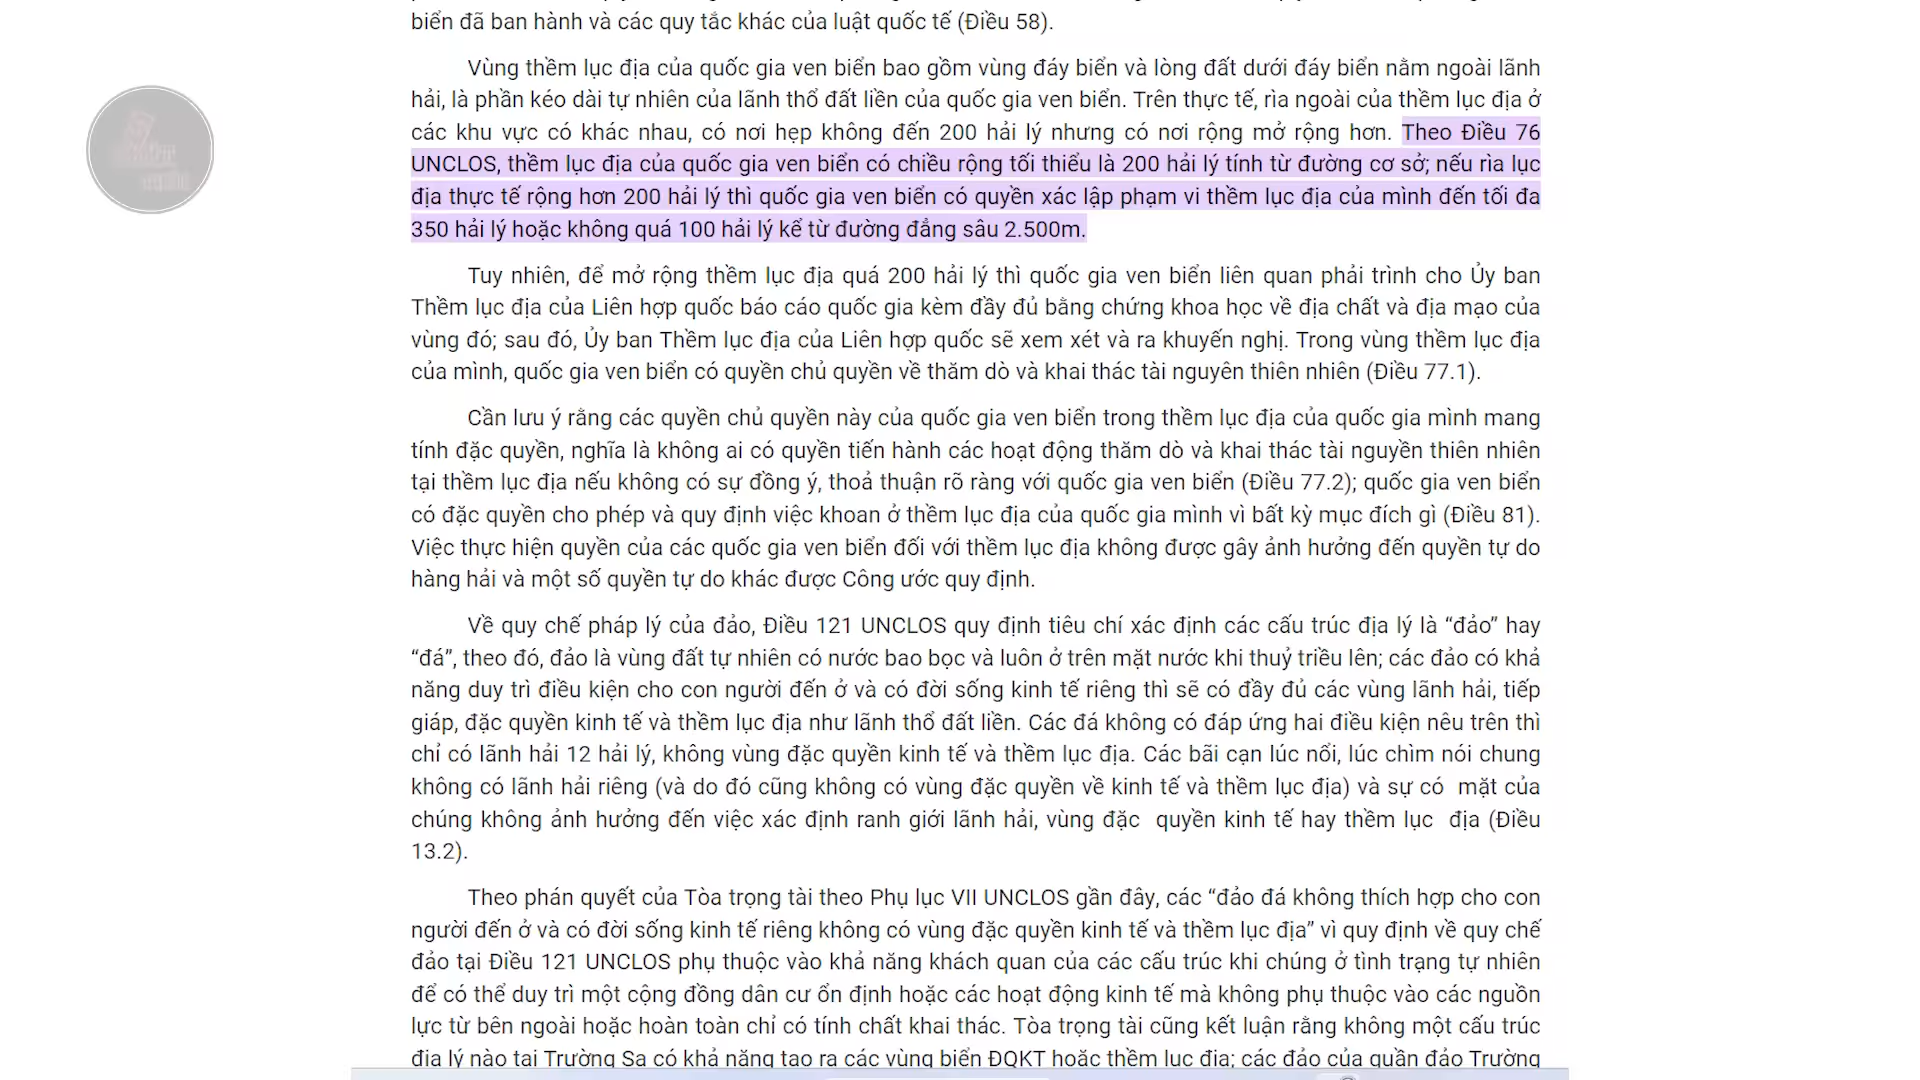 biển đã ban hành và các quy tắc khác của luật quốc tế (Điều 58).
Vùng thềm lục địa của quốc gia ven biển bao gồm vùng đáy biển và lòng đất dưới đáy biển nằm ngoài lãnh
hải, là phần kéo dài tự nhiên của lãnh thổ đất liền của quốc gia ven biển. Trên thực tế, rìa ngoài của thềm lục địa ở
các khu vực có khác nhau, có nơi hẹp không đến 200 hải lý nhưng có nơi rộng mở rộng hơn. Theo Điều 76
UNCLOS, thềm lục địa của quốc gia ven biển có chiều rộng tối thiểu là 200 hải lý tính từ đường cơ sở; nếu rìa lục
địa thực tế rộng hơn 200 hải lý thì quốc gia ven biển có quyền xác lập phạm vi thềm lục địa của mình đến tối đa
350 hải lý hoặc không quá 100 hải lý kể từ đường đẳng sâu 2.500m.
Tuy nhiên, để mở rộng thềm lục địa quá 200 hải lý thì quốc gia ven biển liên quan phải trình cho Ủy ban
Thềm lục địa của Liên hợp quốc báo cáo quốc gia kèm đầy đủ bằng chứng khoa học về địa chất và địa mạo của
vùng đó; sau đó, Ủy ban Thềm lục địa của Liên hợp quốc sẽ xem xét và ra khuyến nghị. Trong vùng thềm lục địa
của mình, quốc gia ven biển có quyền chủ quyền về thăm dò và khai thác tài nguyên thiên nhiên (Điều 77.1).
Cần lưu ý rằng các quyền chủ quyền này của quốc gia ven biển trong thềm lục địa của quốc gia mình mang
tính đặc quyền, nghĩa là không ai có quyền tiến hành các hoạt động thăm dò và khai thác tài nguyên thiên nhiên
tại thềm lục địa nếu không có sự đồng ý, thoả thuận rõ ràng với quốc gia ven biển (Điều 77.2); quốc gia ven biển
có đặc quyền cho phép và quy định việc khoan ở thềm lục địa của quốc gia mình vì bất kỳ mục đích gì (Điều 81).
Việc thực hiện quyền của các quốc gia ven biển đối với thềm lục địa không được gây ảnh hưởng đến quyền tự do
hàng hải và một số quyền tự do khác được Công ước quy định.
Về quy chế pháp lý của đảo, Điều 121 UNCLOS quy định tiêu chí xác định các cấu trúc địa lý là “đảo” hay
“đá”, theo đó, đảo là vùng đất tự nhiên có nước bao bọc và luôn ở trên mặt nước khi thuỷ triều lên; các đảo có khả
năng duy trì điều kiện cho con người đến ở và có đời sống kinh tế riêng thì sẽ có đầy đủ các vùng lãnh hải, tiếp
giáp, đặc quyền kinh tế và thềm lục địa như lãnh thổ đất liền. Các đá không có đáp ứng hai điều kiện nêu trên thì
chỉ có lãnh hải 12 hải lý, không vùng đặc quyền kinh tế và thềm lục địa. Các bãi cạn lúc nổi, lúc chìm nói chung
không có lãnh hải riêng (và do đó cũng không có vùng đặc quyền về kinh tế và thềm lục địa) và sự có mặt của
chúng không ảnh hưởng đến việc xác định ranh giới lãnh hải, vùng đặc quyền kinh tế hay thềm lục địa (Điều
13.2).
Theo phán quyết của Tòa trọng tài theo Phụ lục VII UNCLOS gần đây, các “đảo đá không thích hợp cho con
người đến ở và có đời sống kinh tế riêng không có vùng đặc quyền kinh tế và thềm lục địa” vì quy định về quy chế
đảo tại Điều 121 UNCLOS phụ thuộc vào khả năng khách quan của các cấu trúc khi chúng ở tình trạng tự nhiên
để có thể duy trì một cộng đồng dân cư ổn định hoặc các hoạt động kinh tế mà không phụ thuộc vào các nguồn
lực từ bên ngoài hoặc hoàn toàn chỉ có tính chất khai thác. Tòa trọng tài cũng kết luận rằng không một cấu trúc
địa lý nào tại Trường Sa có khả năng tạo ra các vùng biển ĐQKT hoặc thềm lục địa; các đảo của quần đảo Trường